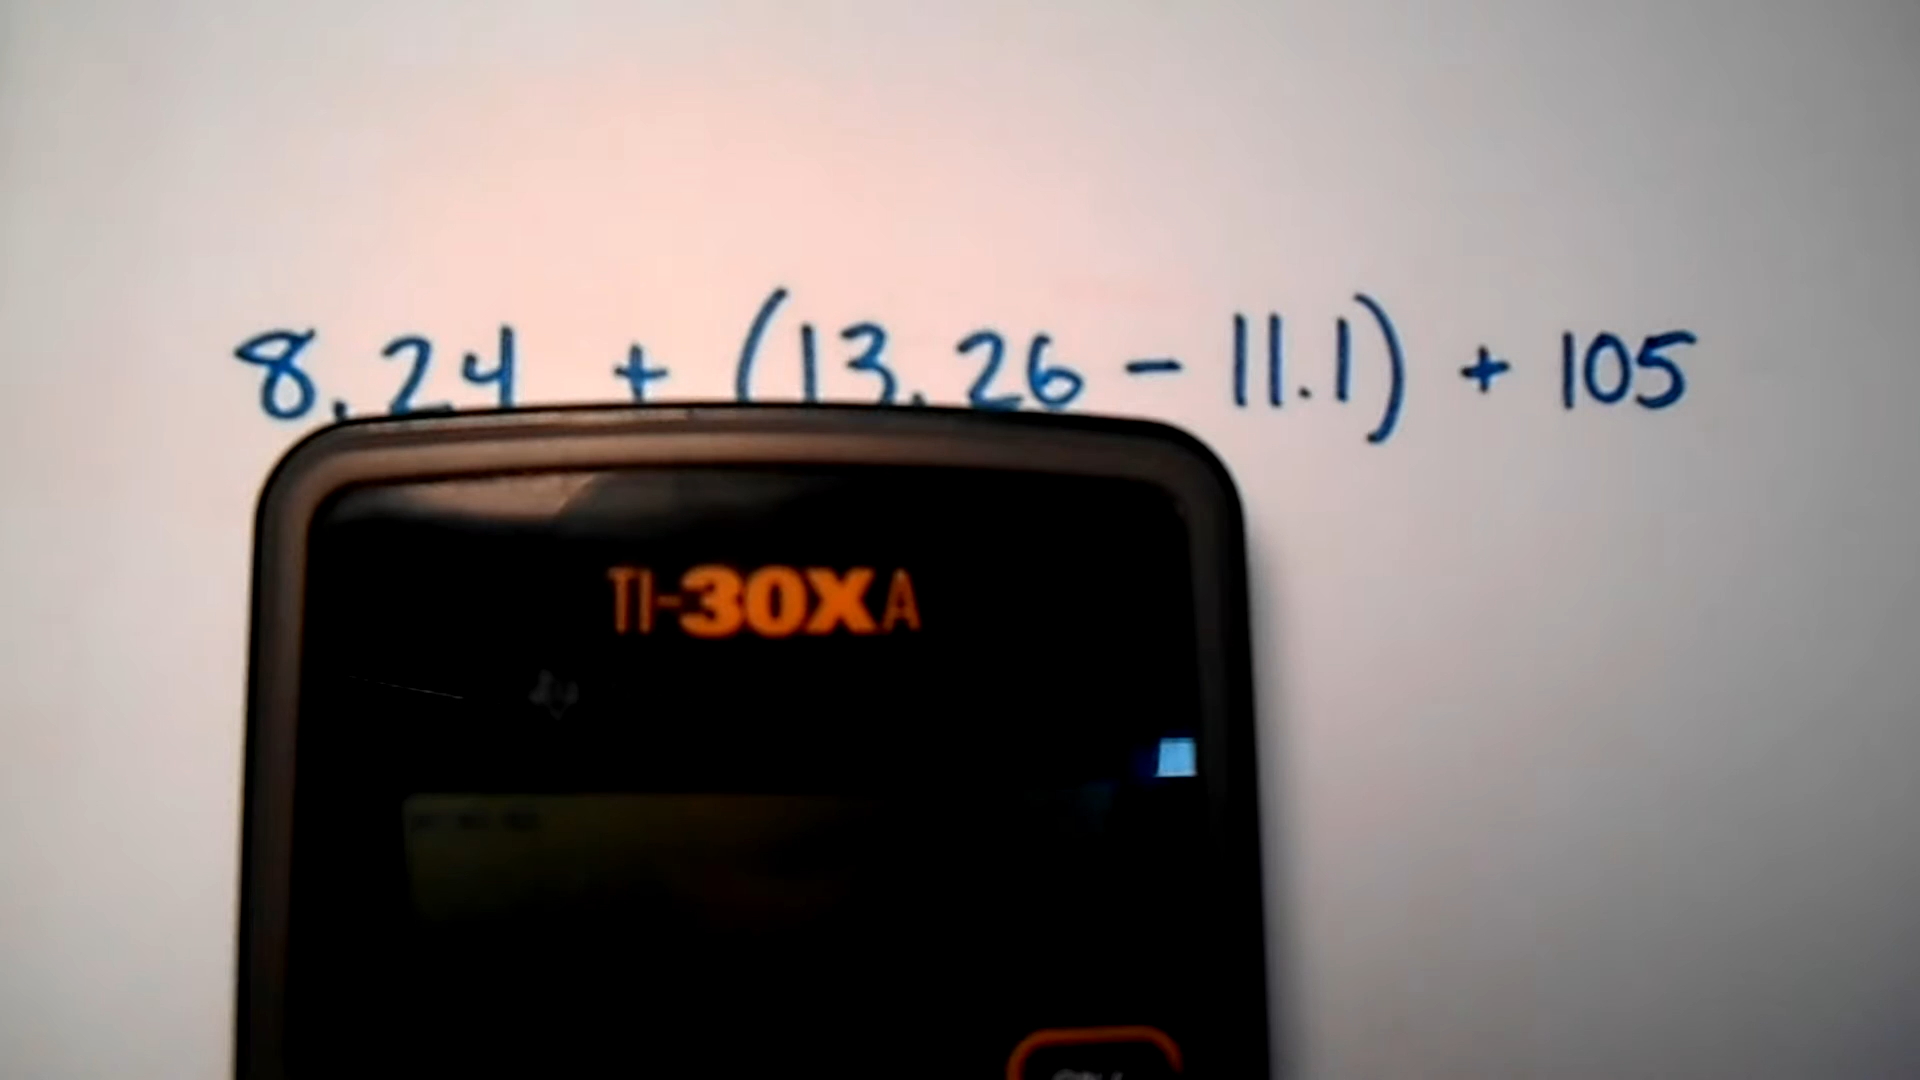 8.24 + (13.26 - 11.1) + 105
TI-30XA